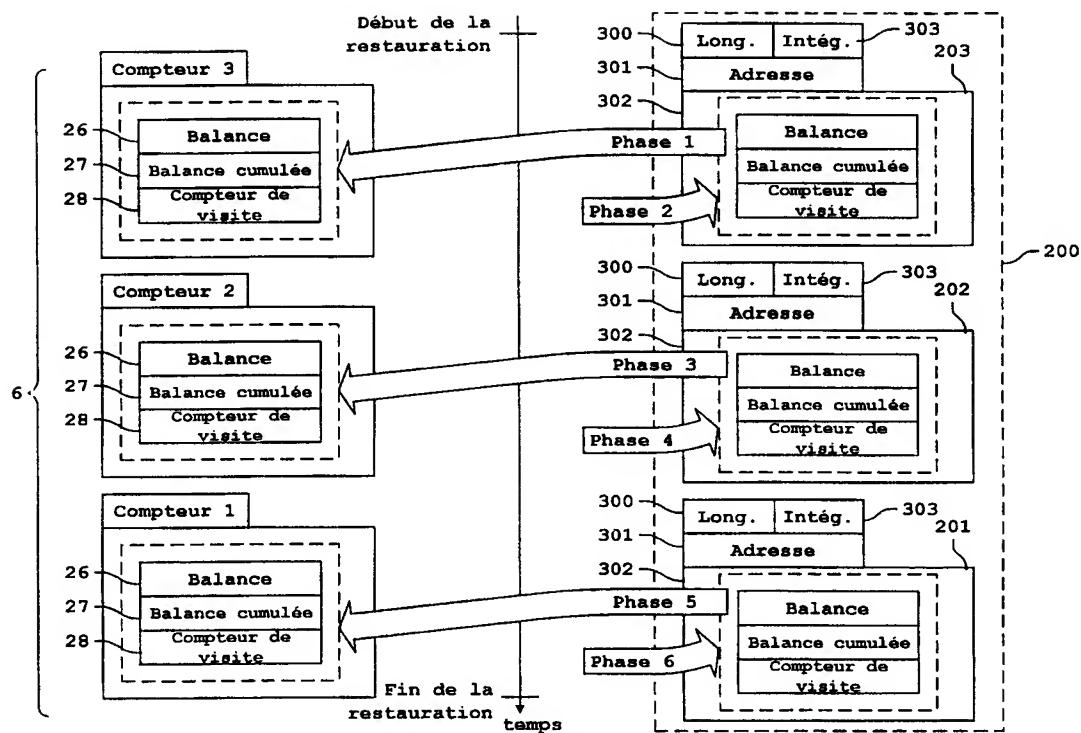 Début de la
restauration
300
Long.
Intég.
303
203
301
Adresse
302
Compteur 3
26
Balance
27
Balance cumulée
28
Compteur de
visite
Phase 1
Phase 2
Balance
Balance cumulée
Compteur de
visite
200
300
Long.
Intég.
303
202
301
Adresse
302
Compteur 2
26
Balance
27
Balance cumulée
28
Compteur de
visite
6
Phase 3
Phase 4
Balance
Balance cumulée
Compteur de
visite
300
Long.
Intég.
303
201
301
Adresse
302
Compteur 1
26
Balance
27
Balance cumulée
28
Compteur de
visite
Phase 5
Phase 6
Balance
Balance cumulée
Compteur de
visite
Fin de la
restauration
temps